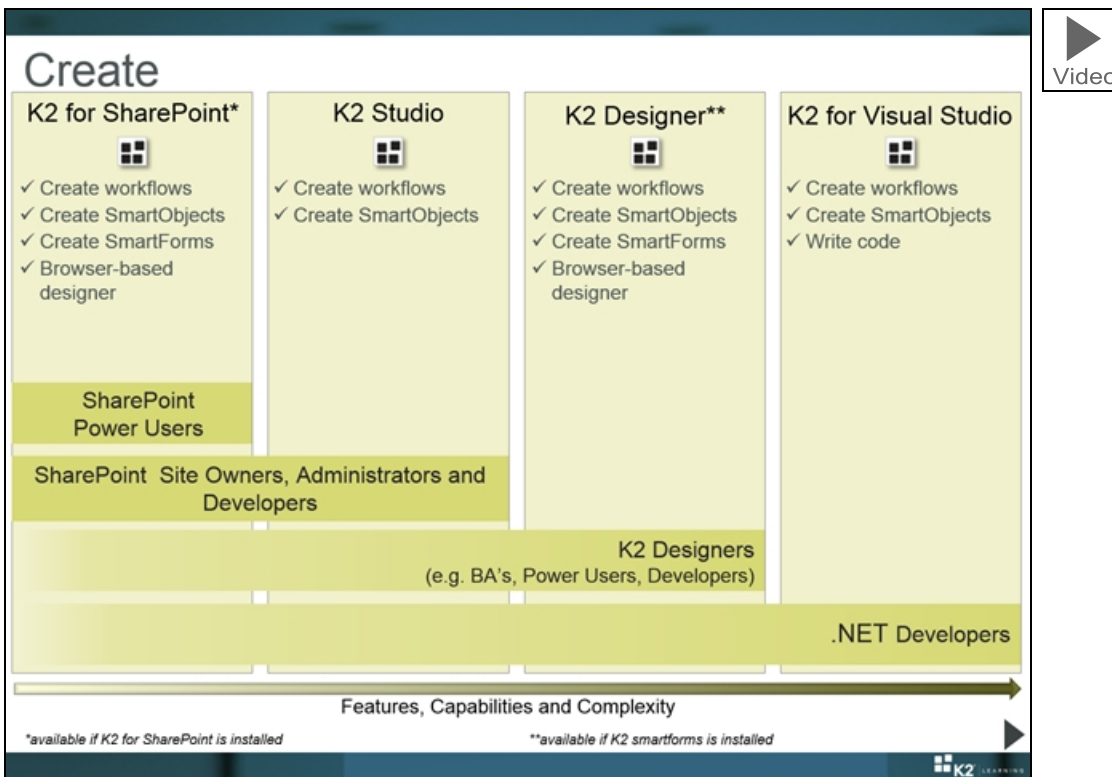 Create
K2 for SharePoint*
✓ Create workflows
✓ Create SmartObjects
✓ Create SmartForms
✓ Browser-based
designer
K2 Studio
✓ Create workflows
✓ Create SmartObjects
K2 Designer**
✓ Create workflows
✓ Create SmartObjects
✓ Create SmartForms
✓ Browser-based
designer
K2 for Visual Studio
✓ Create workflows
✓ Create SmartObjects
✓ Write code
SharePoint
Power Users
SharePoint Site Owners, Administrators and
Developers
K2 Designers
(e.g. BA's, Power Users, Developers)
.NET Developers
Features, Capabilities and Complexity
*available if K2 for SharePoint is installed
**available if K2 smartforms is installed
K2 LEARNING
Video